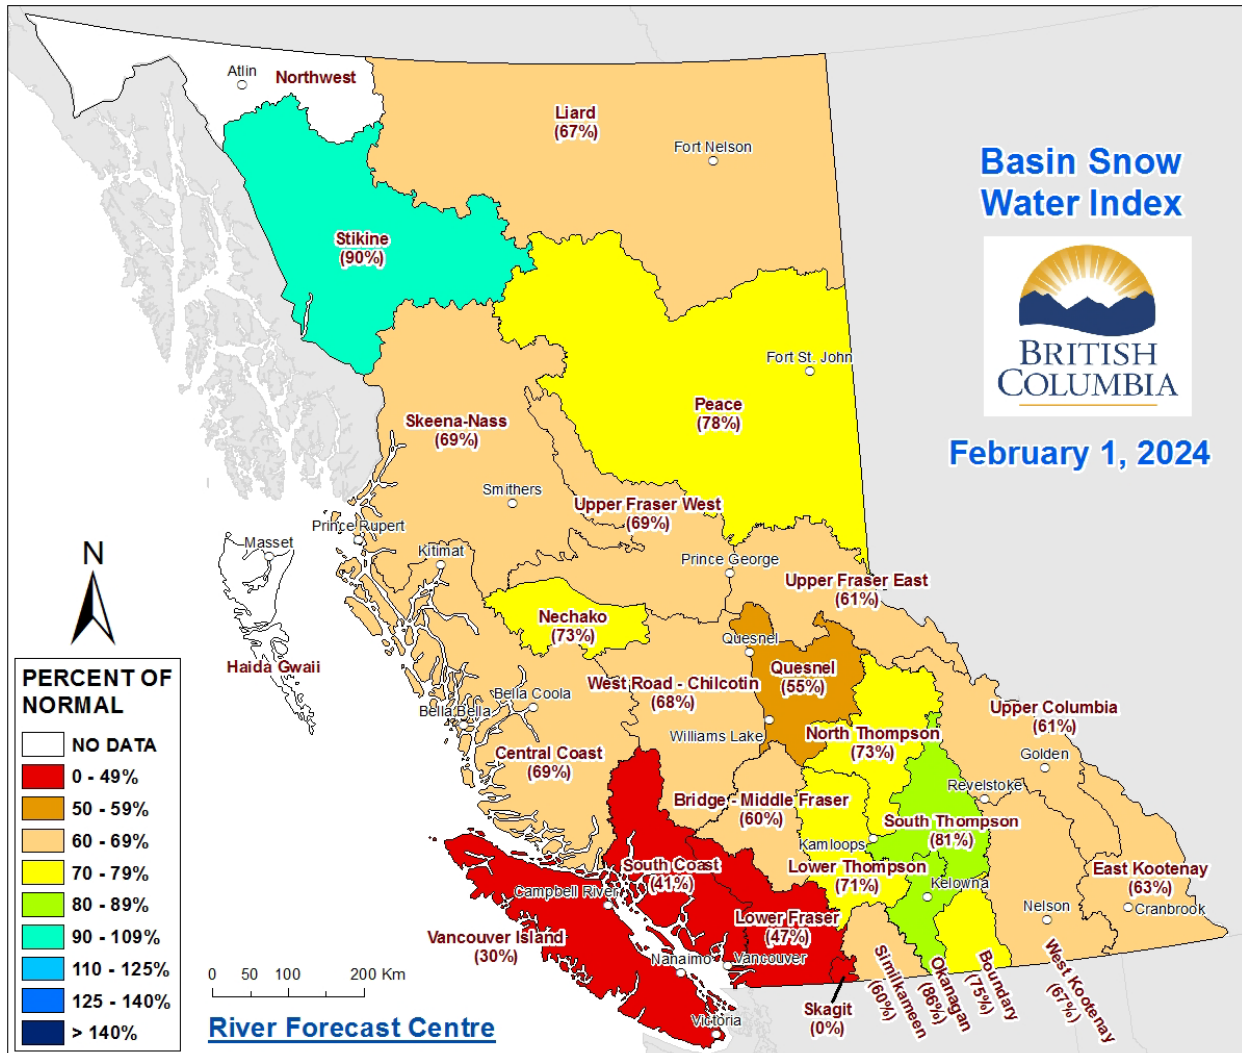 Atlin
Northwest
Liard
(67%)
Fort Nelson
Basin Snow
Water Index
Stikine
(90%)
BRITISH
COLUMBIA
Fort St. John
Peace
(78%)
Skeena-Nass
(69%)
February 1, 2024
Smithers
Upper Fraser West
(69%)
Prince Rupert
Masset
Kitimat
Prince George
N
Upper Fraser East
(61%)
Nechako
(73%)
Quesnel
Haida Gwaii
Quesnel
(55%)
West Road - Chilcotin
(68%)
Bella Coola
Bella Bella
Upper Columbia
(61%)
Williams Lake
North Thompson
(73%)
Golden
Central Coast
(69%)
Revelstoke
Bridge - Middle Fraser
(60%)
South Thompson
(81%)
Kamloops
South Coast
(41%)
Lower Thompson
(71%)
East Kootenay
(63%)
Campbell River
Kelowna
Nelson
Cranbrook
Lower Fraser
(47%)
Vancouver Island
(30%)
Nanaimo
Vancouver
Skagit
(0%)
Similkameen
(60%)
Okanagan
(86%)
Boundary
(75%)
West Kootenay
(67%)
Victoria
PERCENT OF
NORMAL
NO DATA
0 - 49%
50 - 59%
60 - 69%
70 - 79%
80 - 89%
90 - 109%
110 - 125%
125 - 140%
> 140%
0 50 100 200 Km
River Forecast Centre